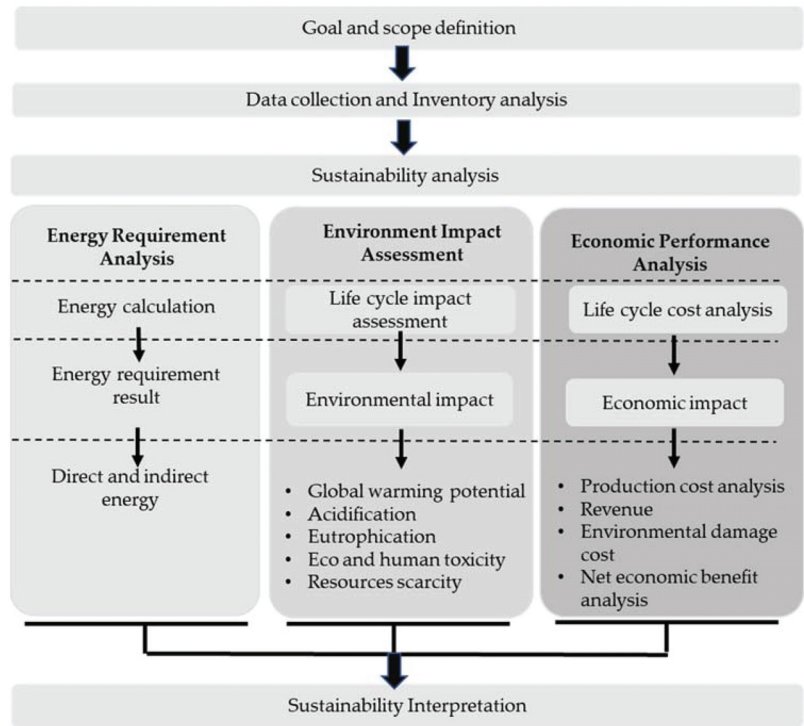 Goal and scope definition
Data collection and Inventory analysis
Sustainability analysis
Energy Requirement
Analysis
Energy calculation
Energy requirement
result
Direct and indirect
energy
Environment Impact
Assessment
Life cycle impact
assessment
Environmental impact
• Global warming potential
• Acidification
• Eutrophication
• Eco and human toxicity
• Resources scarcity
Economic Performance
Analysis
Life cycle cost analysis
Economic impact
• Production cost analysis
• Revenue
• Environmental damage
cost
• Net economic benefit
analysis
Sustainability Interpretation